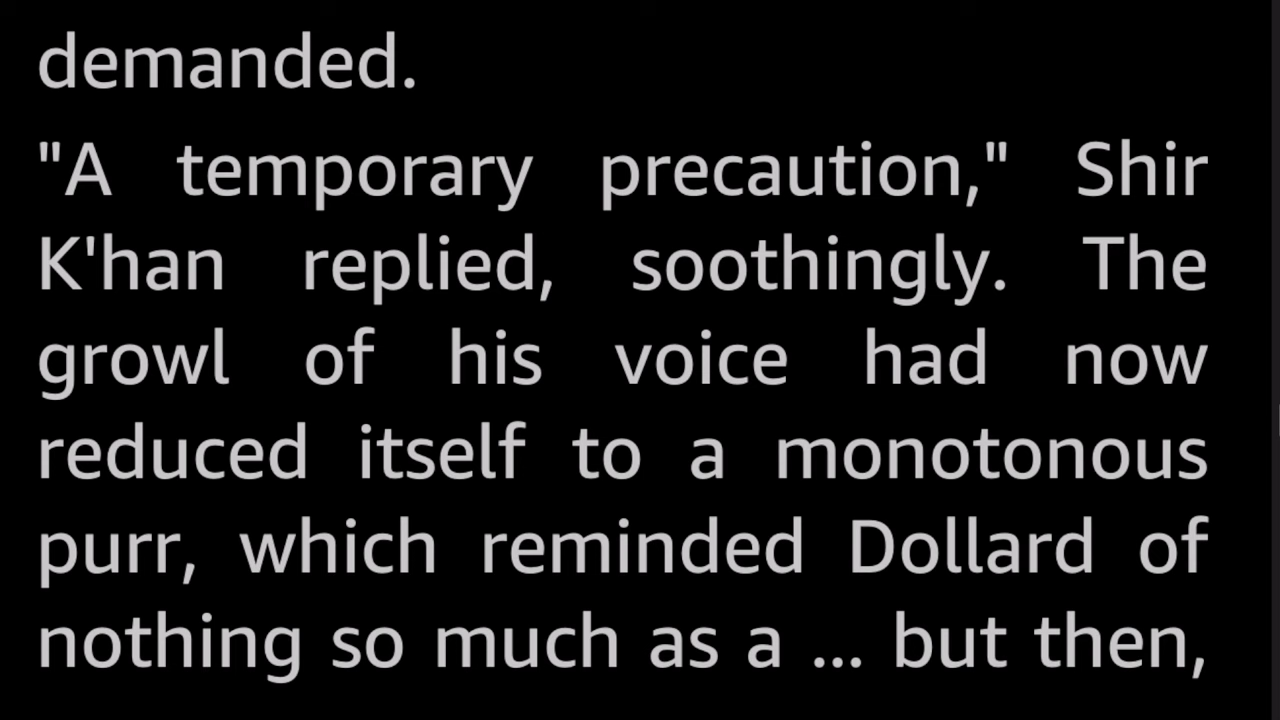 demanded.
"A temporary precaution," Shir
K'han replied, soothingly. The
growl of his voice had now
reduced itself to a monotonous
purr, which reminded Dollard of
nothing so much as a ... but then,